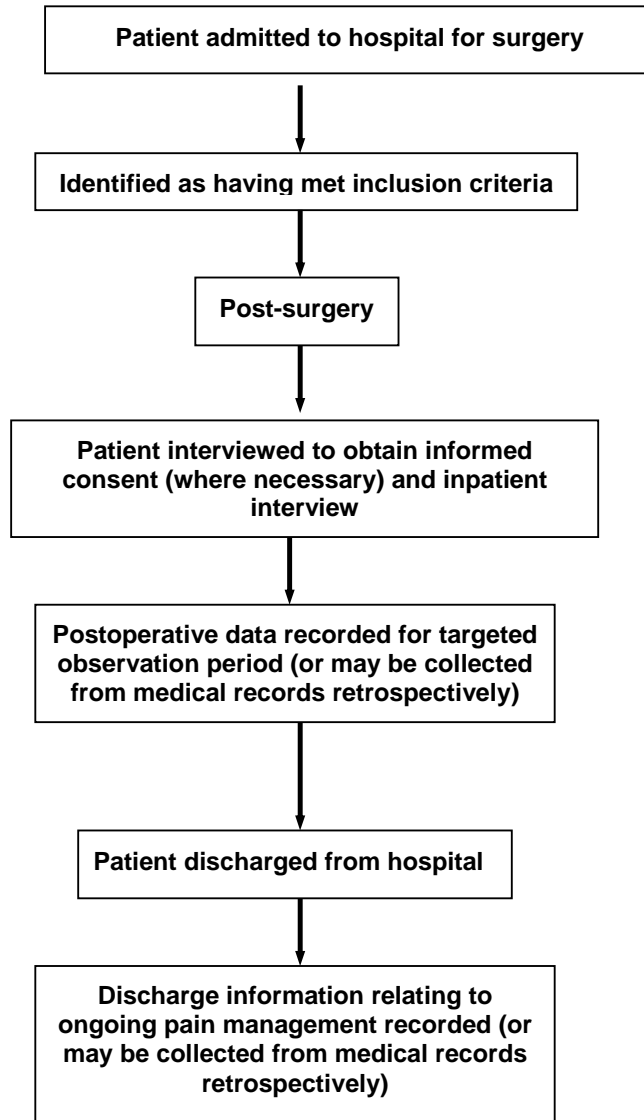 Patient admitted to hospital for surgery
Identified as having met inclusion criteria
Post-surgery
Patient interviewed to obtain informed
consent (where necessary) and inpatient
interview
Postoperative data recorded for targeted
observation period (or may be collected
from medical records retrospectively)
Patient discharged from hospital
Discharge information relating to
ongoing pain management recorded (or
may be collected from medical records
retrospectively)